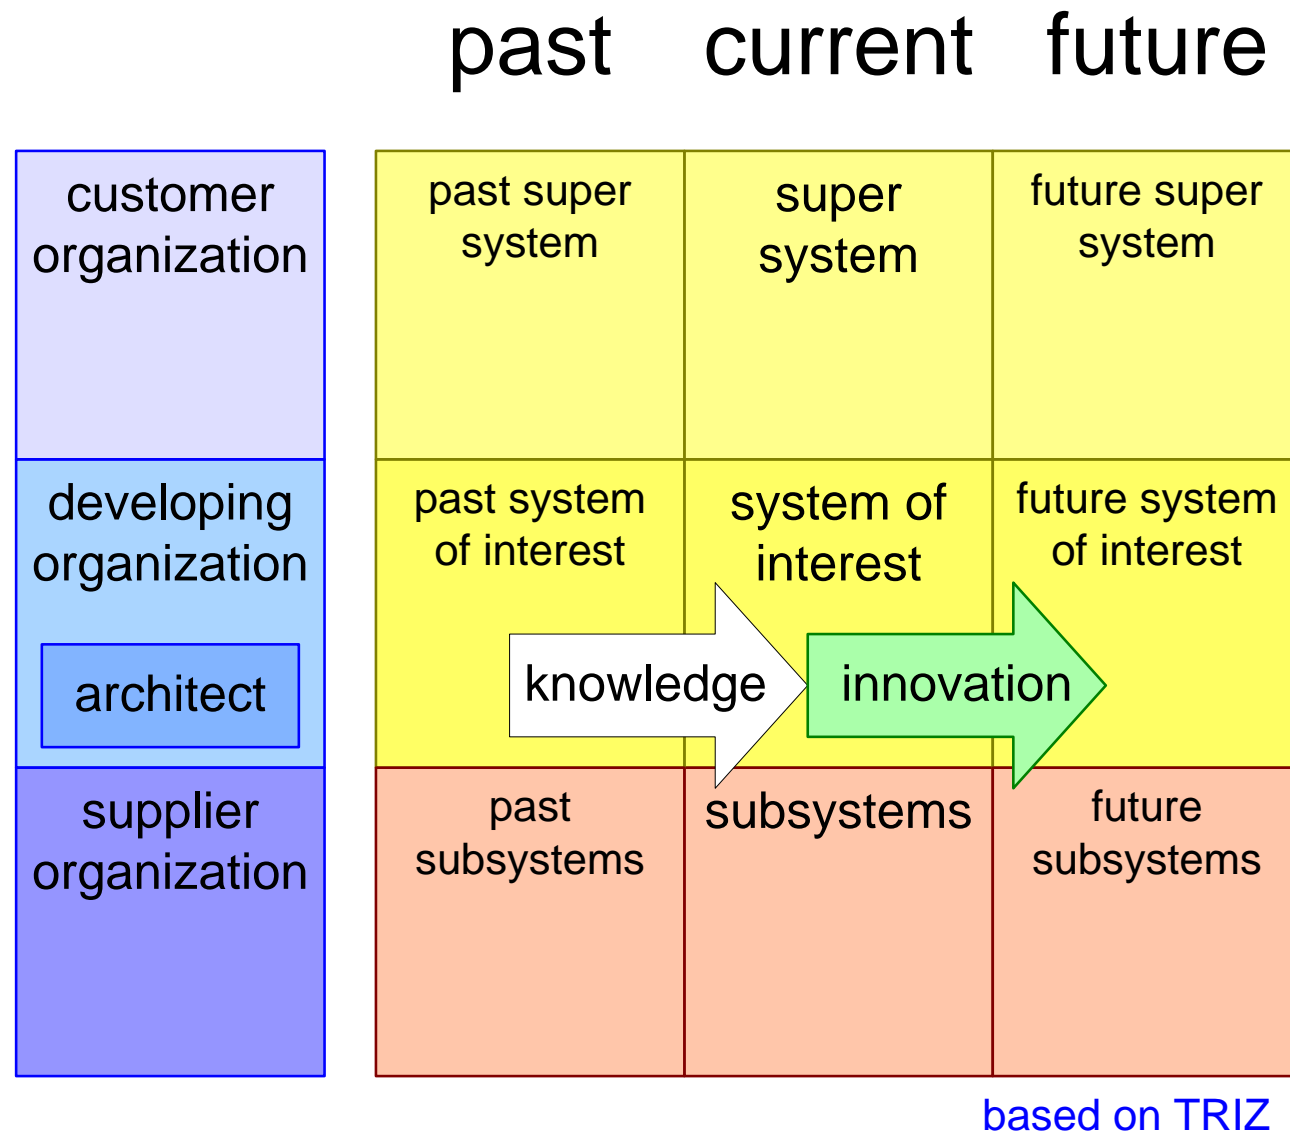 past current future
customer
organization
past super
system
super
system
future super
system
developing
organization
architect
past system
of interest
system of
interest
future system
of interest
knowledge
innovation
supplier
organization
past
subsystems
subsystems
future
subsystems
based on TRIZ